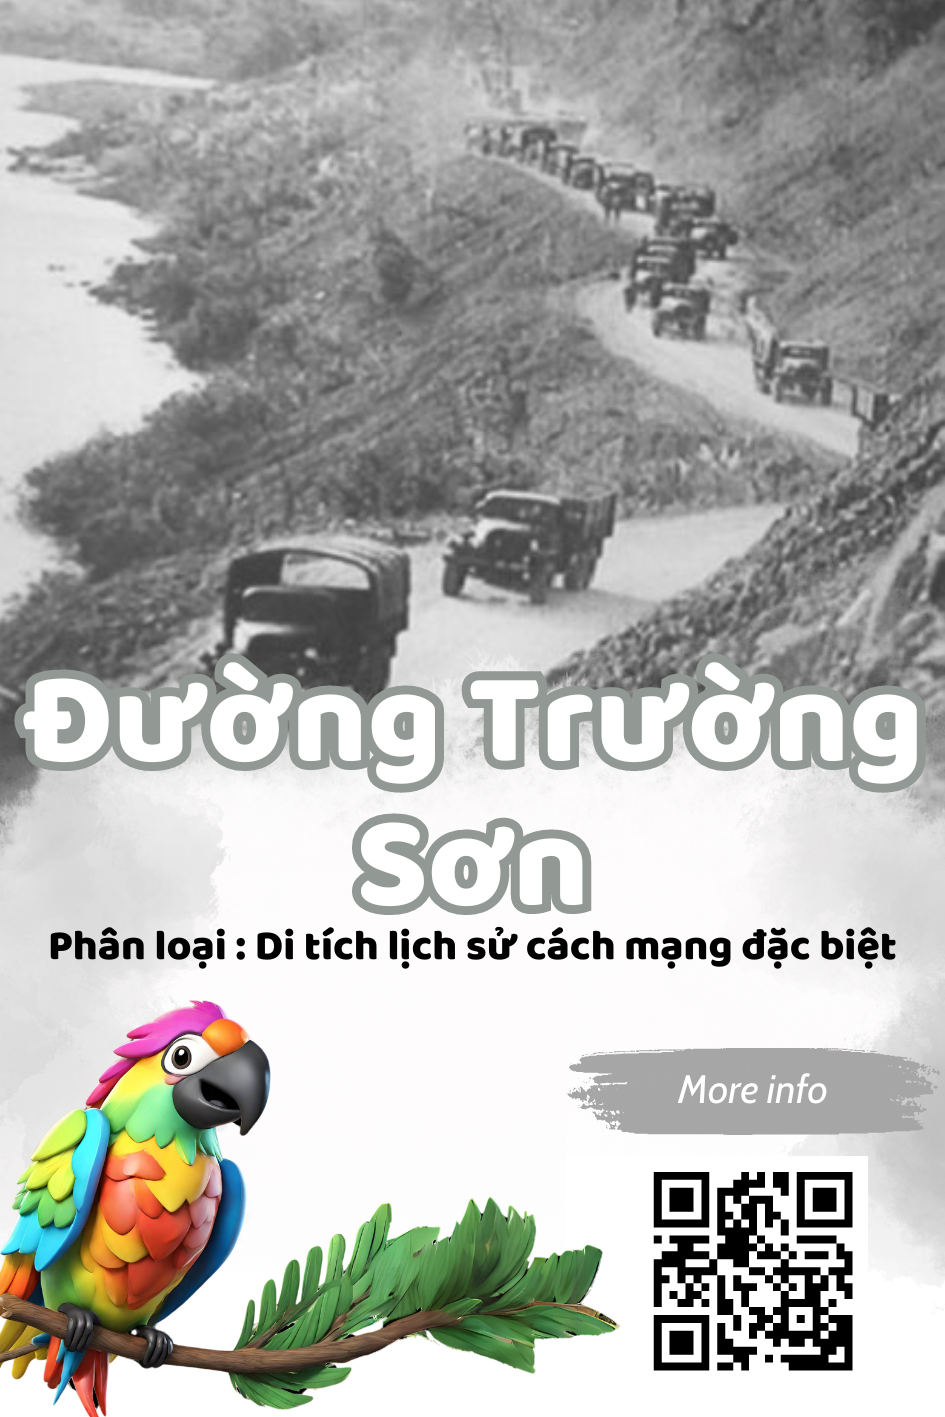 Đường Trường
Sơn
Phân loại : Di tích lịch sử cách mạng đặc biệt
More info